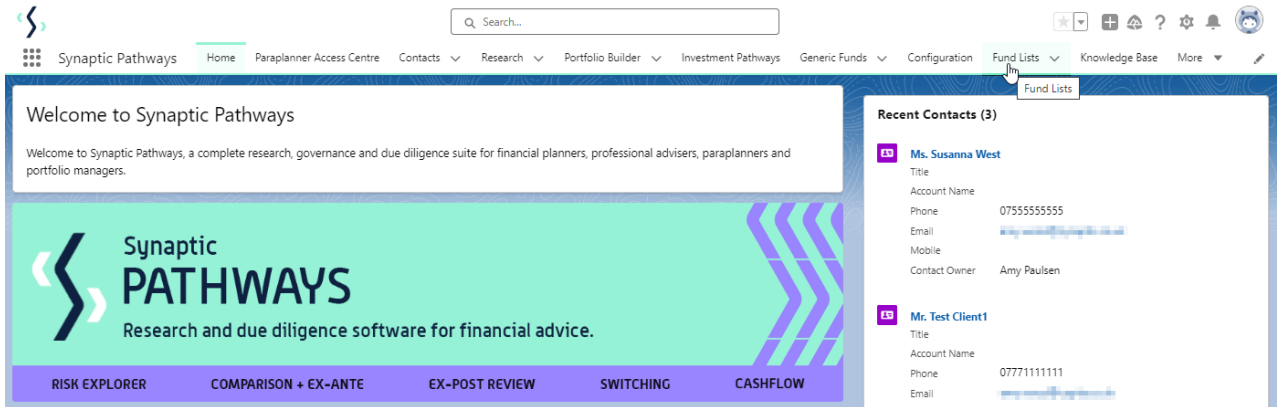 Search...
Synaptic Pathways
Home
Paraplanner Access Centre
Contacts
Research
Portfolio Builder
Investment Pathways
Generic Funds
Configuration
Fund Lists
Knowledge Base
More
Fund Lists
Welcome to Synaptic Pathways
Welcome to Synaptic Pathways, a complete research, governance and due diligence suite for financial planners, professional advisers, paraplanners and
portfolio managers.
Synaptic
PATHWAYS
Research and due diligence software for financial advice.
RISK EXPLORER
COMPARISON + EX-ANTE
EX-POST REVIEW
SWITCHING
CASHFLOW
Recent Contacts (3)
Ms. Susanna West
Title
Account Name
Phone 07555555555
Email
Mobile
Contact Owner Amy Paulsen
Mr. Test Client1
Title
Account Name
Phone 07771111111
Email